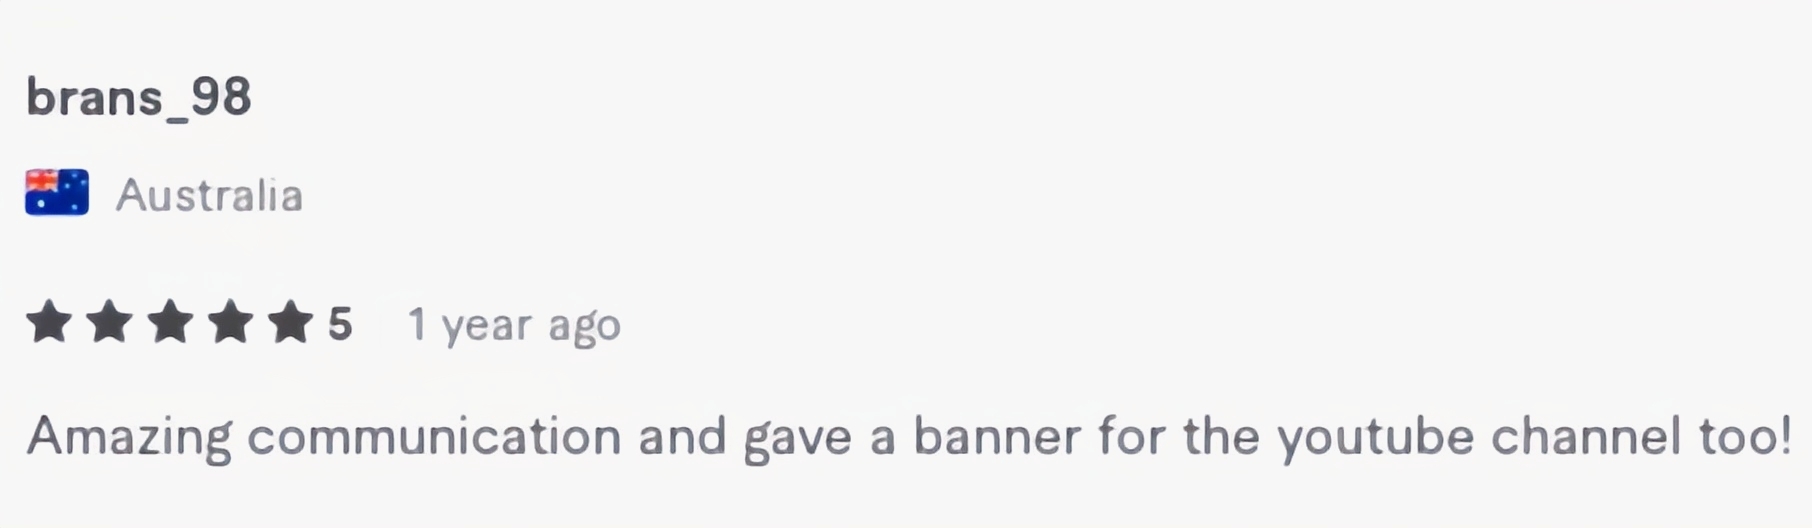 brans_98
Australia
5 1 year ago
Amazing communication and gave a banner for the youtube channel too!